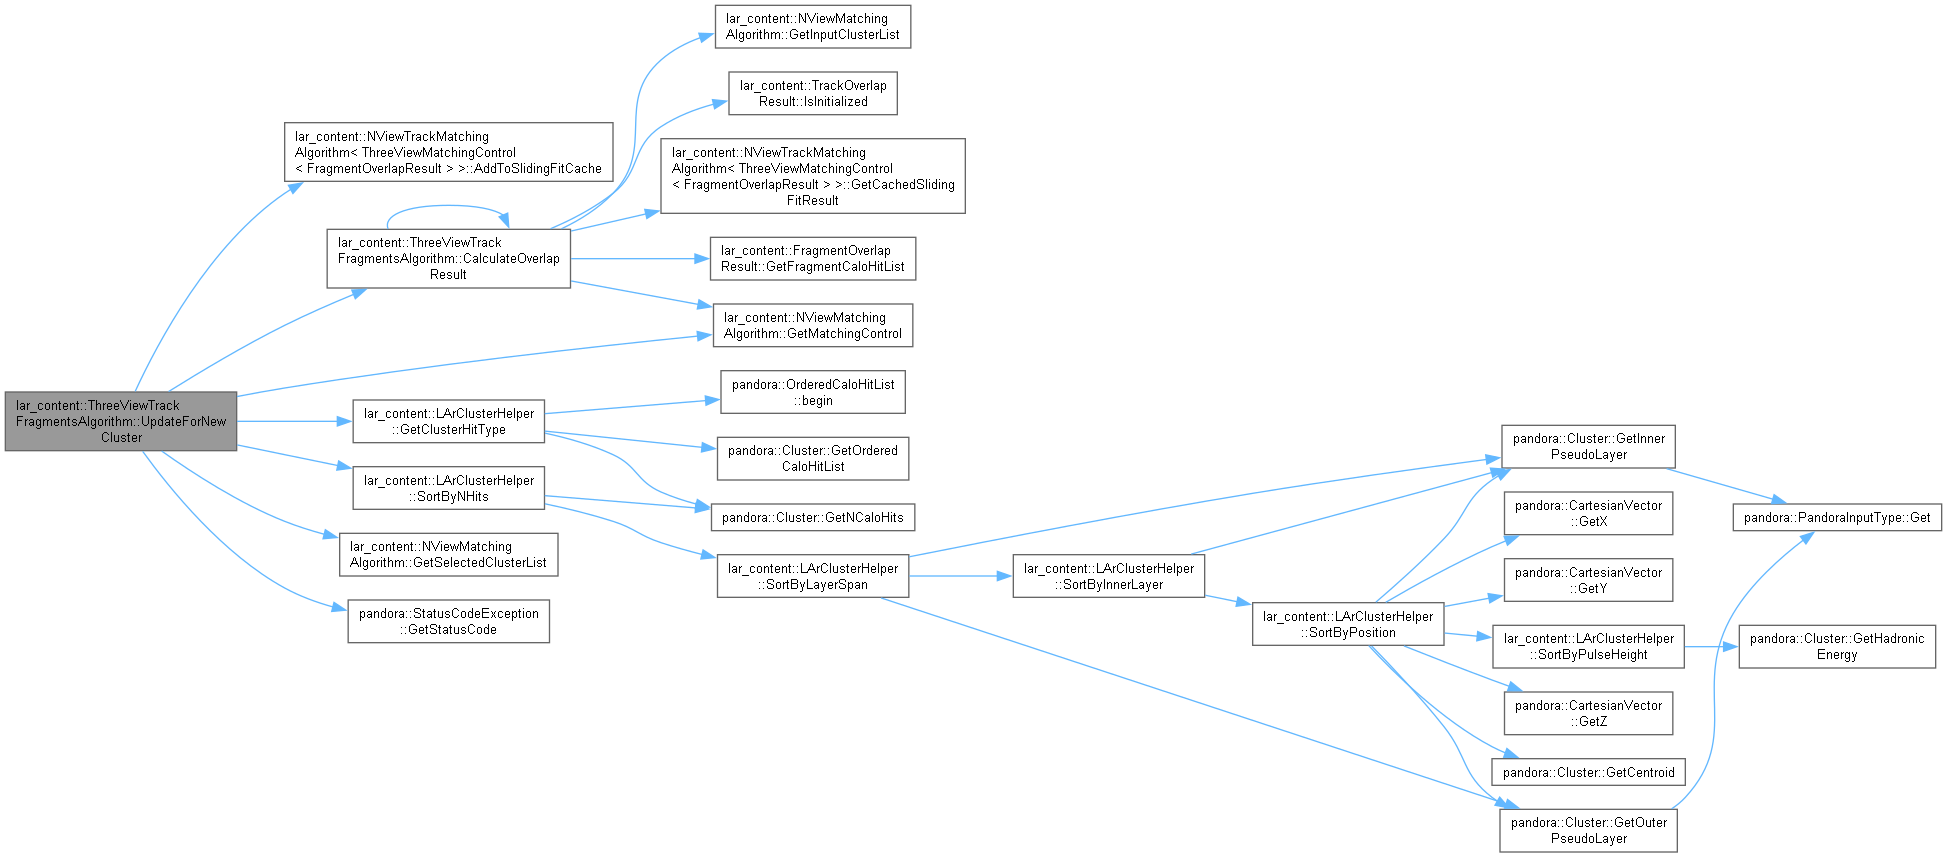 lar_content::ThreeViewTrack
FragmentsAlgorithm::UpdateForNew
Cluster
lar_content::NViewTrackMatching
Algorithm< ThreeViewMatchingControl
< FragmentOverlapResult > >::AddToSlidingFitCache
lar_content::ThreeViewTrack
FragmentsAlgorithm::CalculateOverlap
Result
lar_content::LArClusterHelper
::GetClusterHitType
lar_content::LArClusterHelper
::SortByNHits
lar_content::NViewMatching
Algorithm::GetSelectedClusterList
pandora::StatusCodeException
::GetStatusCode
lar_content::NViewMatching
Algorithm::GetInputClusterList
lar_content::TrackOverlap
Result::IsInitialized
lar_content::NViewTrackMatching
Algorithm< ThreeViewMatchingControl
< FragmentOverlapResult > >::GetCachedSliding
FitResult
lar_content::FragmentOverlap
Result::GetFragmentCaloHitList
lar_content::NViewMatching
Algorithm::GetMatchingControl
pandora::OrderedCaloHitList
::begin
pandora::Cluster::GetOrdered
CaloHitList
pandora::Cluster::GetNCaloHits
lar_content::LArClusterHelper
::SortByLayerSpan
lar_content::LArClusterHelper
::SortByInnerLayer
lar_content::LArClusterHelper
::SortByPosition
pandora::Cluster::GetInner
PseudoLayer
pandora::CartesianVector
::GetX
pandora::CartesianVector
::GetY
lar_content::LArClusterHelper
::SortByPulseHeight
pandora::CartesianVector
::GetZ
pandora::Cluster::GetCentroid
pandora::Cluster::GetOuter
PseudoLayer
pandora::PandoraInputType::Get
pandora::Cluster::GetHadronic
Energy